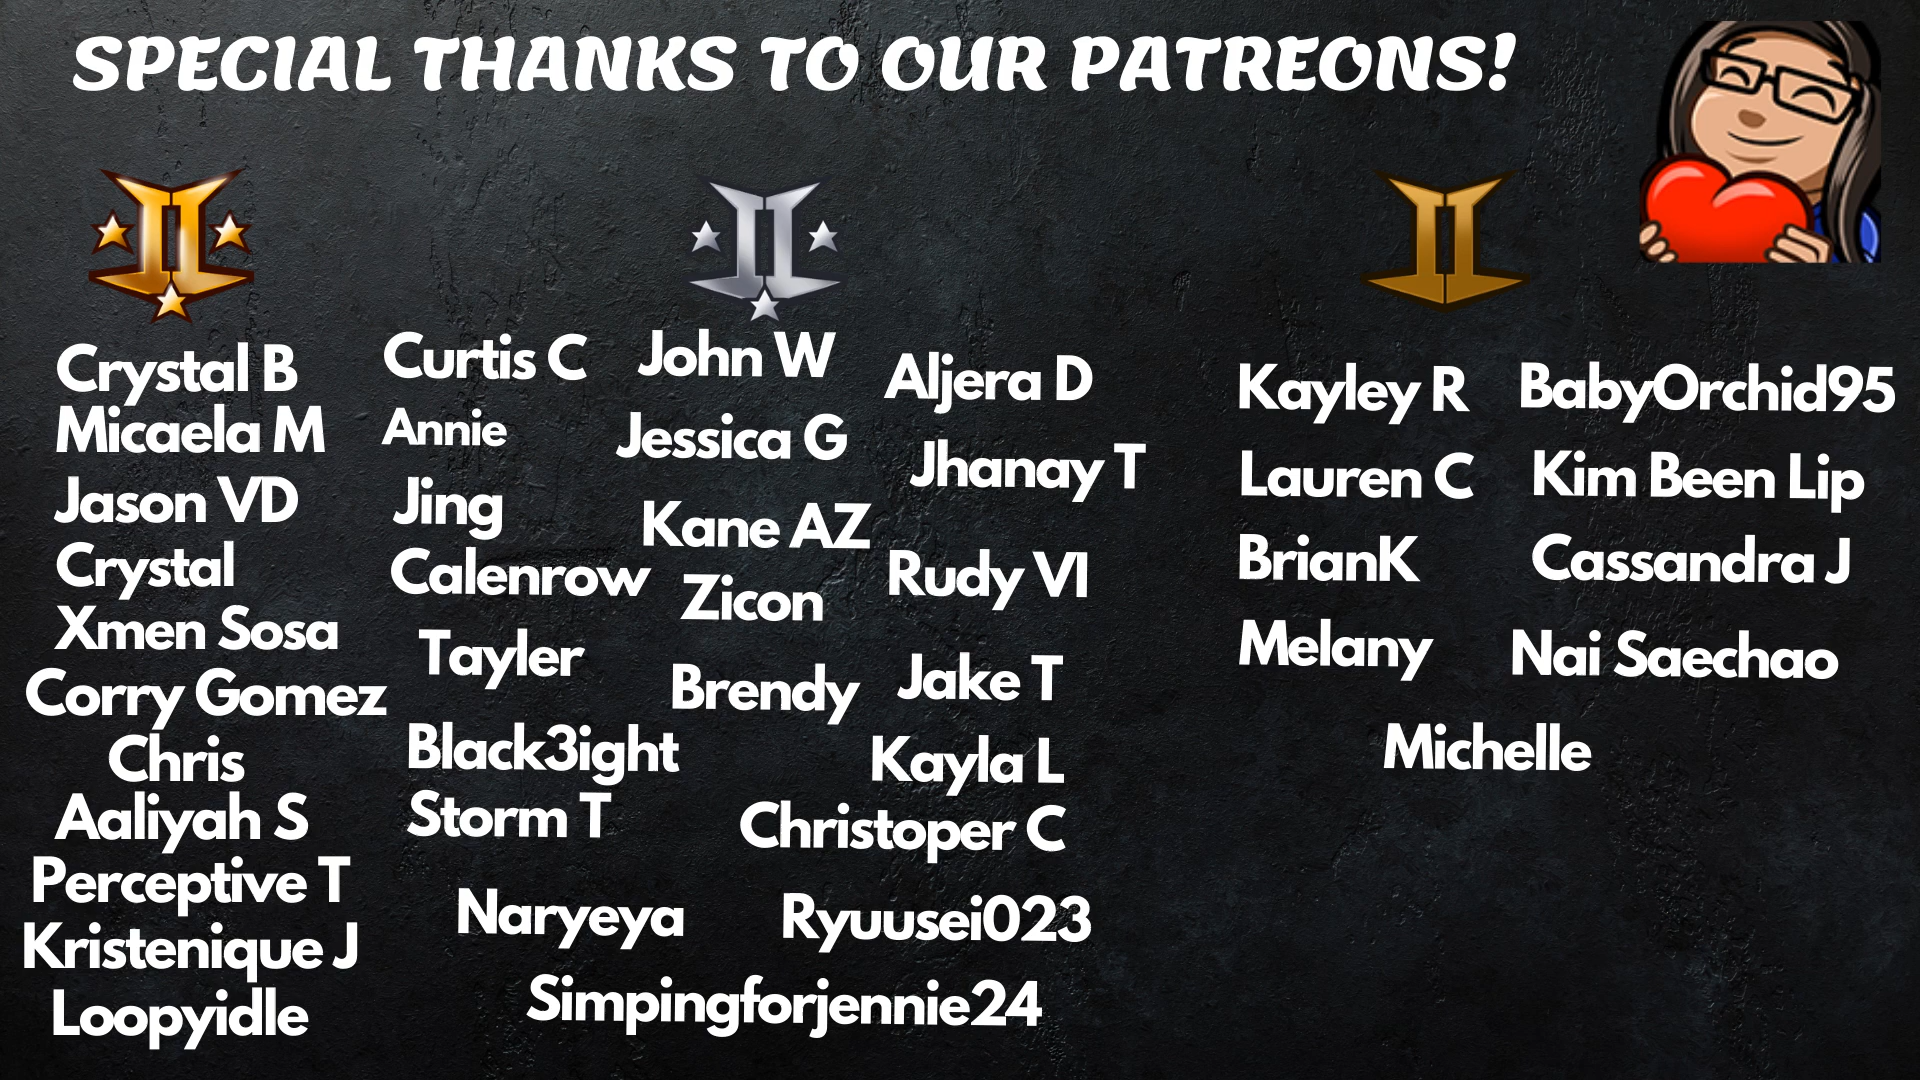 SPECIAL THANKS TO OUR PATREONS!
Crystal B
Micaela M
Jason VD
Crystal
Xmen Sosa
Corry Gomez
Chris
Aaliyah S
Perceptive T
Kristenique J
Loopyidle
Curtis C
Annie
Jing
Calenrow
Tayler
Black3ight
Storm T
Naryeya
John W
Jessica G
Kane AZ
Zicon
Brendy
Aljera D
Jhanay T
Rudy VI
Jake T
Kayla L
Christoper C
Ryuusei023
Simpingforjennie24
Kayley R
Lauren C
BrianK
Melany
BabyOrchid95
Kim Been Lip
Cassandra J
Nai Saechao
Michelle